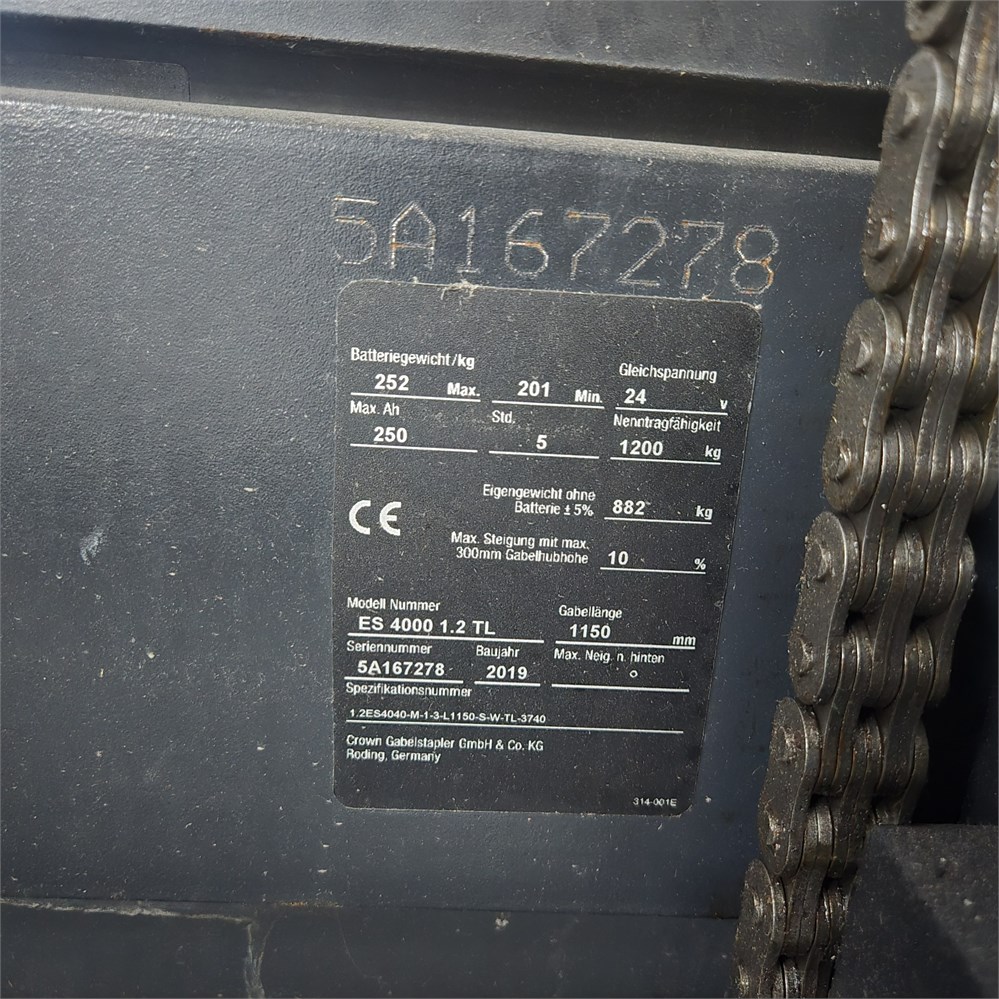 5A167278
Batteriegewicht/kg
252 Max. 201 Min.
Gleichspannung
24 v
Max. Ah
250
Std.
5
Nenntragfähigkeit
1200 kg
Eigengewicht ohne
Batterie ± 5% 882 kg
CE
Max. Steigung mit max.
300mm Gabelhubhöhe 10 %
Modell Nummer
ES 4000 1.2 TL
Gabellänge
1150 mm
Seriennummer
5A167278
Baujahr
2019
Max. Neig. n. hinten
°
Spezifikationsnummer
1.2ES4040-M-1-3-L1150-S-W-TL-3740
Crown Gabelstapler GmbH & Co. KG
Roding, Germany
314-001E